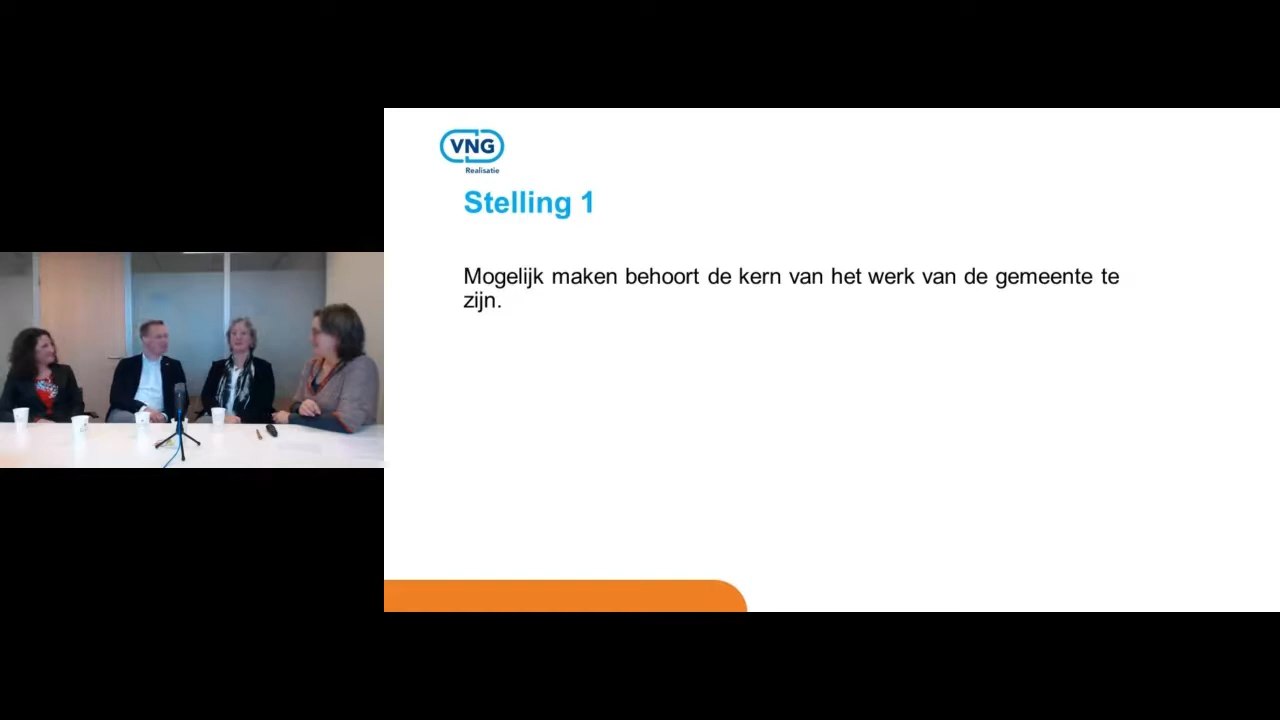 VNG
Realisatie
Stelling 1
Mogelijk maken behoort de kern van het werk van de gemeente te
zijn.